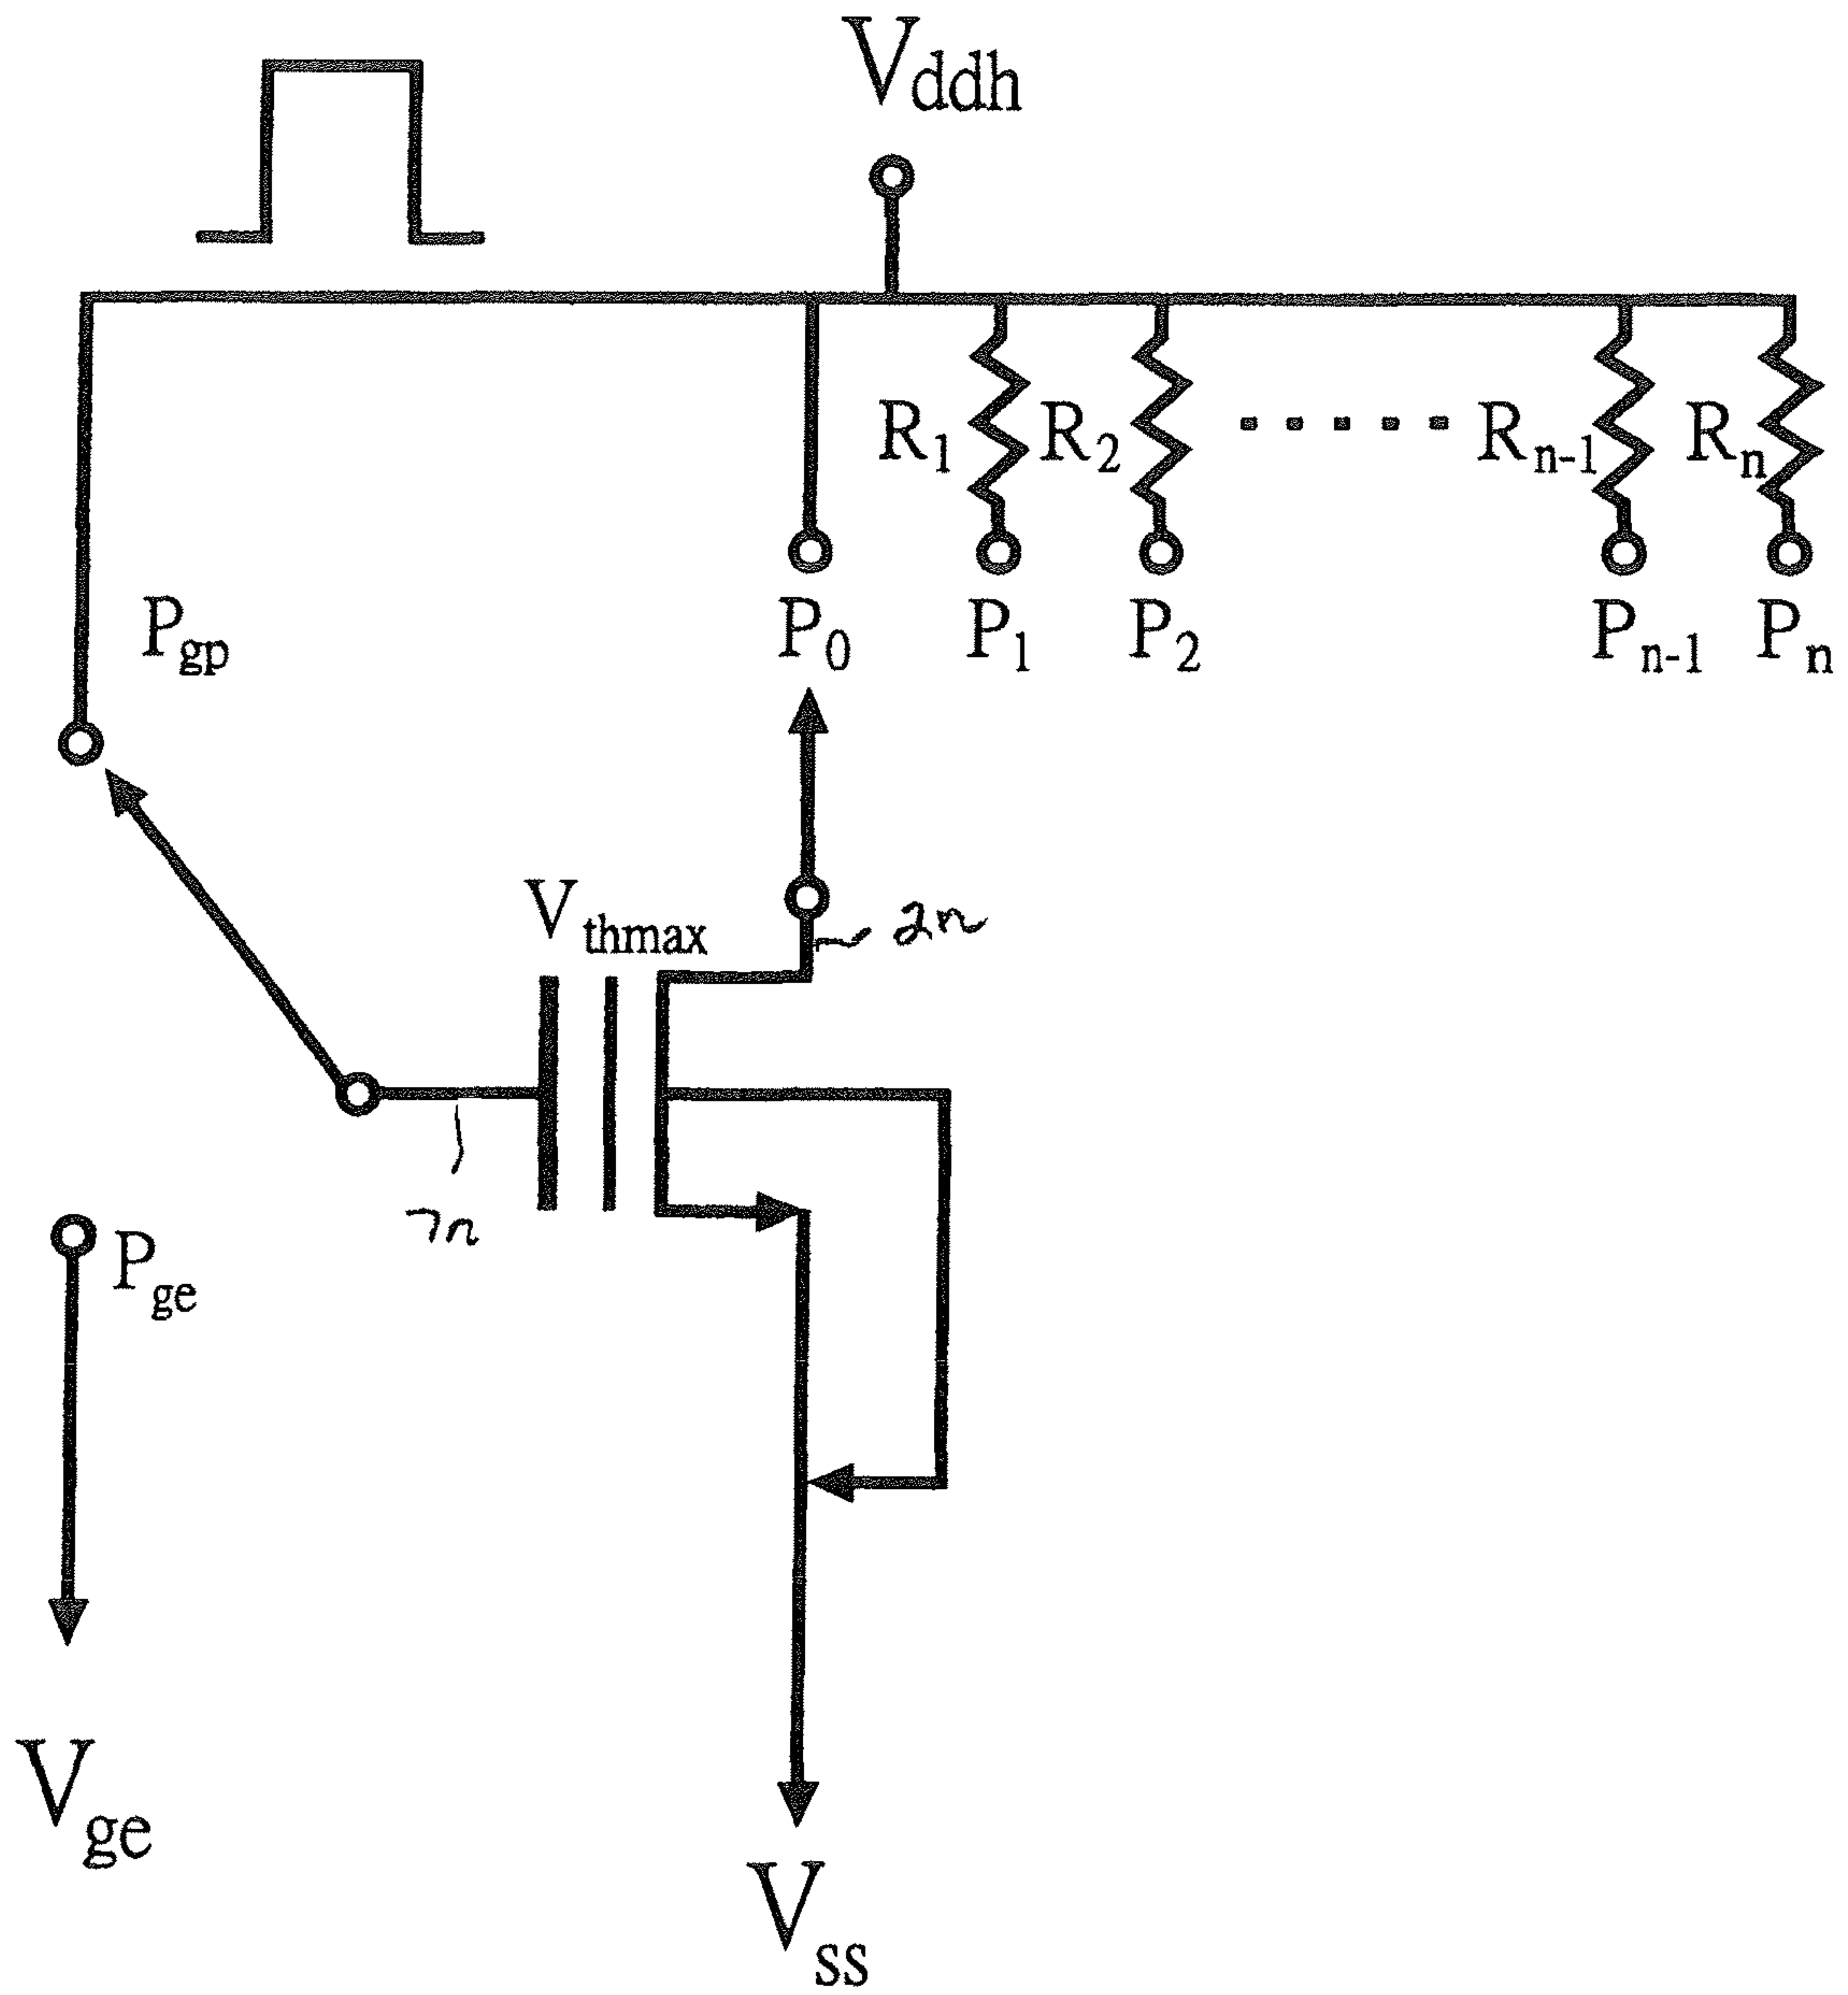 Vddh
R1 R2 ..... Rn-1 Rn
Pgp
P0 P1 P2 Pn-1 Pn
Vthmax
2n
7n
Pge
Vge
Vss